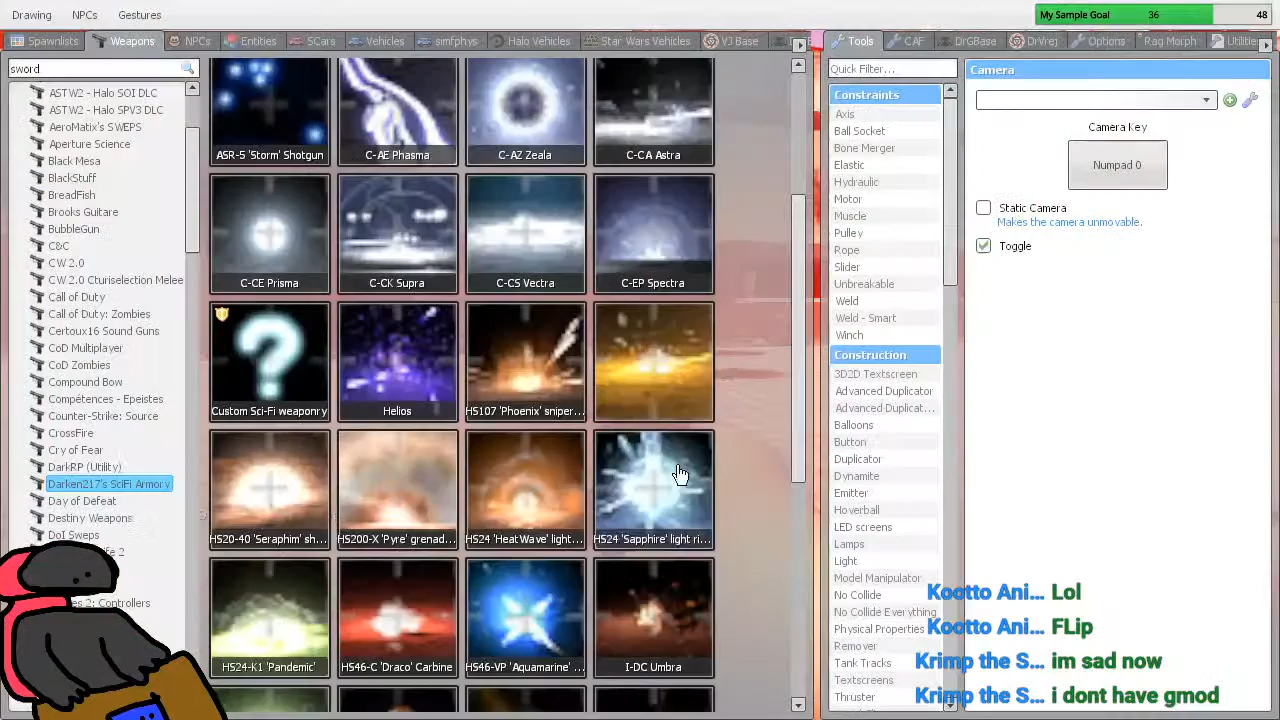 Drawing NPCs Gestures
My Sample Goal 36 48
Spawnlists Weapons NPCs Entities SCars Vehicles simfphys Halo Vehicles Star Wars Vehicles VJ Base
Tools CAF DrGBase DrVrej Options Rag Morph Utilities
sword
ASTW2 - Halo SCI DLC
ASTW2 - Halo SPEC DLC
AeroMatix's SWEPS
Aperture Science
Black Mesa
BlackStuff
BreadFish
Brooks Guitare
BubbleGun
C&C
CW 2.0
CW 2.0 Churiselection Melee
Call of Duty
Call of Duty: Zombies
Certoux16 Sound Guns
CoD Multiplayer
CoD Zombies
Compound Bow
Compétences - Epeistes
Counter-Strike: Source
CrossFire
Cry of Fear
DarkRP (Utility)
Darken217's SciFi Armory
Day of Defeat
Destiny Weapons
DoI Sweps
2: Controllers
ASR-5 'Storm' Shotgun
C-AE Phasma
C-AZ Zeala
C-CA Astra
C-CE Prisma
C-CK Supra
C-CS Vectra
C-EP Spectra
Custom Sci-Fi weaponry
Helios
HS107 'Phoenix' sniper...
HS20-40 'Seraphim' sh...
HS200-X 'Pyre' grenad...
HS24 'HeatWave' light...
HS24 'Sapphire' light ri...
HS24-K1 'Pandemic'
HS46-C 'Draco' Carbine
HS46-VP 'Aquamarine' ...
I-DC Umbra
Quick Filter...
Constraints
Axis
Ball Socket
Bone Merger
Elastic
Hydraulic
Motor
Muscle
Pulley
Rope
Slider
Unbreakable
Weld
Weld - Smart
Winch
Construction
3D2D Textscreen
Advanced Duplicator
Advanced Duplicat...
Balloons
Button
Duplicator
Dynamite
Emitter
Hoverball
LED screens
Lamps
Light
Model Manipulator
No Collide
No Collide Everything
Physical Properties
Remover
Tank Tracks
Textscreens
Thruster
Camera
Camera Key
Numpad 0
Static Camera
Makes the camera unmovable.
Toggle
Kootto Ani... Lol
Kootto Ani... FLip
Krimp the S... im sad now
Krimp the S... i dont have gmod